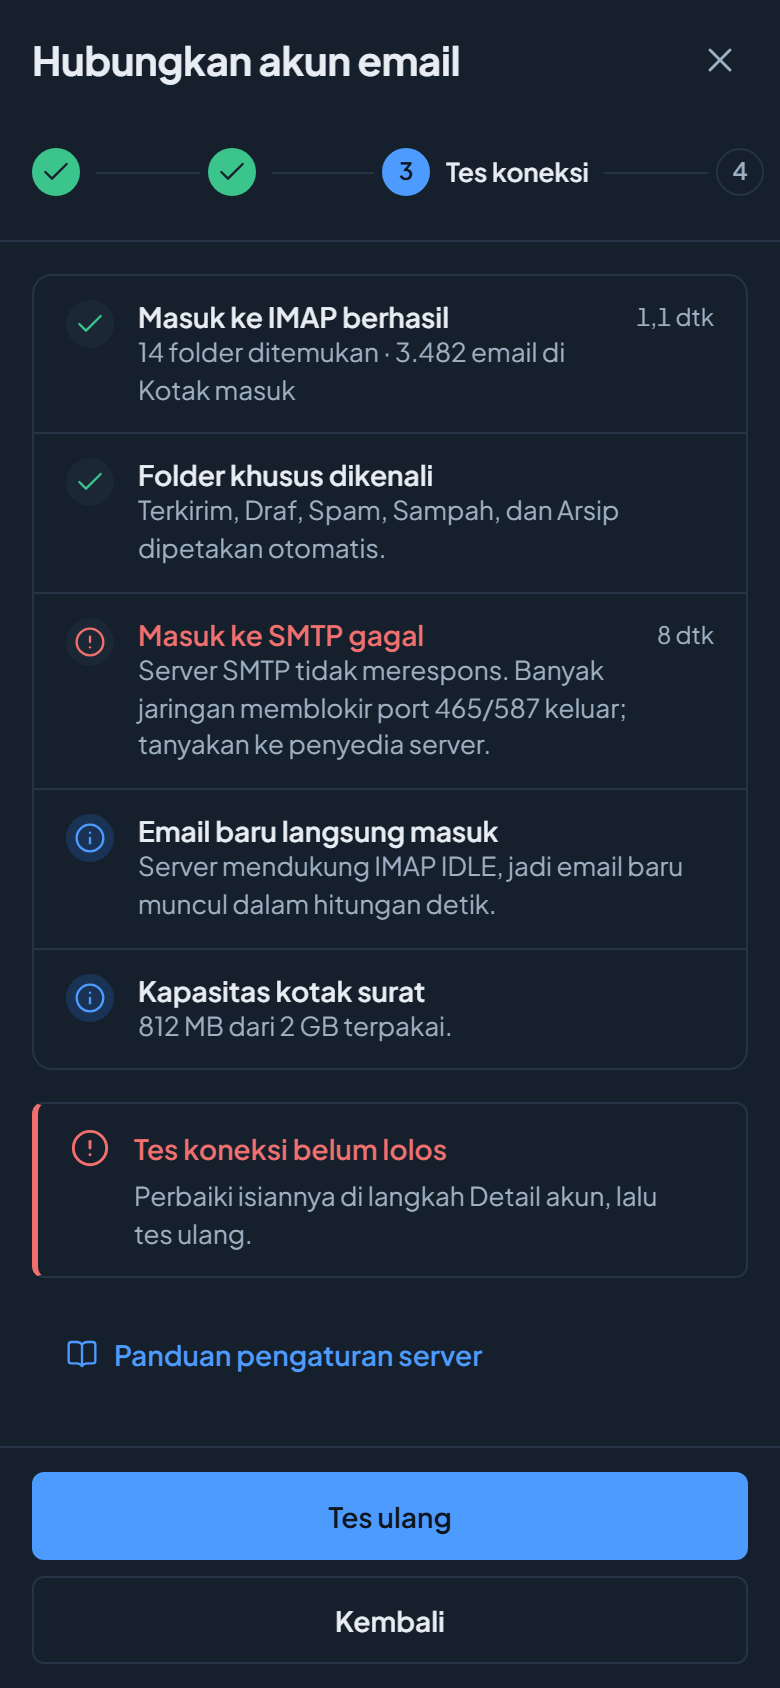 Hubungkan akun email
3 Tes koneksi 4
Masuk ke IMAP berhasil 1,1 dtk
14 folder ditemukan · 3.482 email di
Kotak masuk
Folder khusus dikenali
Terkirim, Draf, Spam, Sampah, dan Arsip
dipetakan otomatis.
Masuk ke SMTP gagal 8 dtk
Server SMTP tidak merespons. Banyak
jaringan memblokir port 465/587 keluar;
tanyakan ke penyedia server.
Email baru langsung masuk
Server mendukung IMAP IDLE, jadi email baru
muncul dalam hitungan detik.
Kapasitas kotak surat
812 MB dari 2 GB terpakai.
Tes koneksi belum lolos
Perbaiki isiannya di langkah Detail akun, lalu
tes ulang.
Panduan pengaturan server
Tes ulang
Kembali